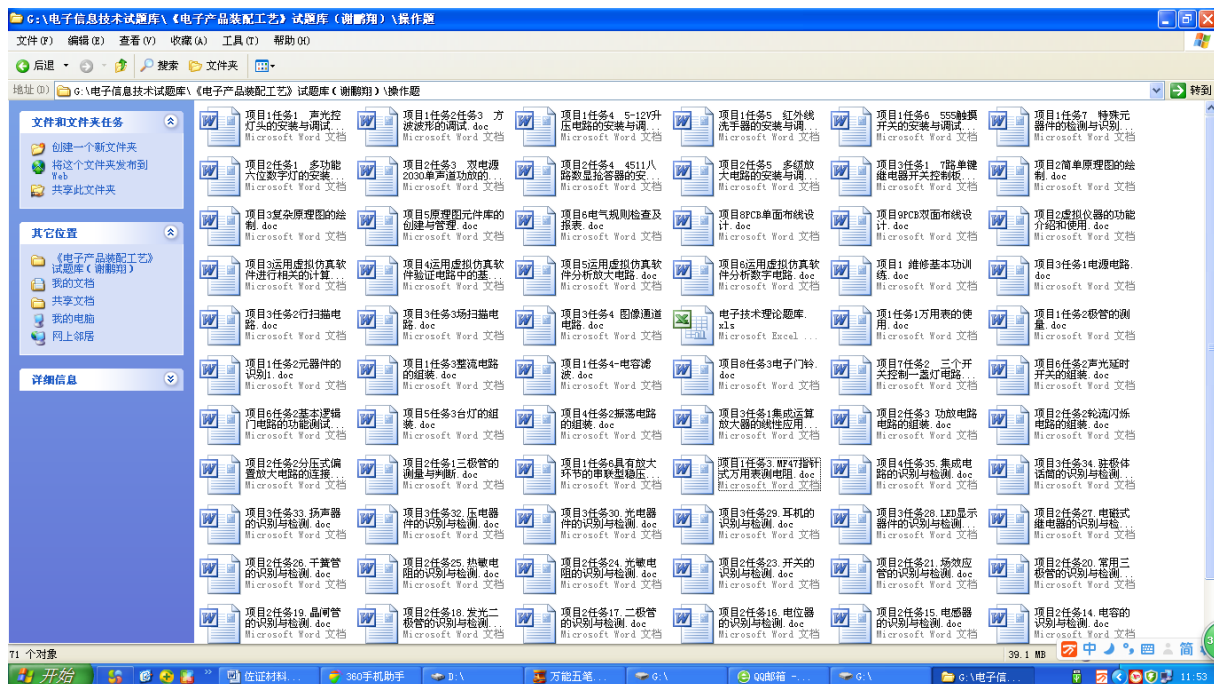 G:\电子信息技术试题库\《电子产品装配工艺》试题库（谢鹏翔）\操作题
文件(F) 编辑(E) 查看(V) 收藏(A) 工具(T) 帮助(H)
后退 搜索 文件夹
地址(D) G:\电子信息技术试题库\《电子产品装配工艺》试题库（谢鹏翔）\操作题 转到
文件和文件夹任务
创建一个新文件夹
将这个文件夹发布到
Web
共享此文件夹
其它位置
《电子产品装配工艺》
试题库（谢鹏翔）
我的文档
共享文档
我的电脑
网上邻居
详细信息
项目1任务1 声光控
灯头的安装与调试...
Microsoft Word 文档
项目1任务2任务3 方
波波形的调试.doc
Microsoft Word 文档
项目1任务4 5-12V升
压电路的安装与调...
Microsoft Word 文档
项目1任务5 红外线
洗手器的安装与调...
Microsoft Word 文档
项目1任务6 555触摸
开关的安装与调试...
Microsoft Word 文档
项目1任务7 特殊元
器件的检测与识别...
Microsoft Word 文档
项目2任务1 多功能
六位数字灯的安装...
Microsoft Word 文档
项目2任务3 双电源
2030单声道功放的...
Microsoft Word 文档
项目2任务4 4511八
路数显抢答器的安...
Microsoft Word 文档
项目2任务5 多级放
大电路的安装与调...
Microsoft Word 文档
项目3任务1 7路单键
继电器开关控制板...
Microsoft Word 文档
项目2简单原理图的绘
制.doc
Microsoft Word 文档
项目3复杂原理图的绘
制.doc
Microsoft Word 文档
项目5原理图元件库的
创建与管理.doc
Microsoft Word 文档
项目6电气规则检查及
报表.doc
Microsoft Word 文档
项目8PCB单面布线设
计.doc
Microsoft Word 文档
项目9PCB双面布线设
计.doc
Microsoft Word 文档
项目2虚拟仪器的功能
介绍和使用.doc
Microsoft Word 文档
项目3运用虚拟仿真软
件进行相关的计算...
Microsoft Word 文档
项目4运用虚拟仿真软
件验证电路中的基...
Microsoft Word 文档
项目5运用虚拟仿真软
件分析放大电路.doc
Microsoft Word 文档
项目6运用虚拟仿真软
件分析数字电路.doc
Microsoft Word 文档
项目1 维修基本功训
练.doc
Microsoft Word 文档
项目3任务1电源电路.
doc
Microsoft Word 文档
项目3任务2行扫描电
路.doc
Microsoft Word 文档
项目3任务3场扫描电
路.doc
Microsoft Word 文档
项目3任务4 图像通道
电路.doc
Microsoft Word 文档
电子技术理论题库.
xls
Microsoft Excel ...
项1任务1万用表的使
用.doc
Microsoft Word 文档
项目1任务2极管的测
量.doc
Microsoft Word 文档
项目1任务2元器件的
识别1.doc
Microsoft Word 文档
项目1任务3整流电路
的组装.doc
Microsoft Word 文档
项目1任务4-电容滤
波.doc
Microsoft Word 文档
项目8任务3电子门铃.
doc
Microsoft Word 文档
项目7任务2 三个开
关控制一盏灯电路...
Microsoft Word 文档
项目6任务2声光延时
开关的组装.doc
Microsoft Word 文档
项目6任务2基本逻辑
门电路的功能测试...
Microsoft Word 文档
项目5任务3台灯的组
装.doc
Microsoft Word 文档
项目4任务2振荡电路
的组装.doc
Microsoft Word 文档
项目3任务1集成运算
放大器的线性应用...
Microsoft Word 文档
项目2任务3 功放电路
电路的组装.doc
Microsoft Word 文档
项目2任务2轮流闪烁
电路的组装.doc
Microsoft Word 文档
项目2任务2分压式偏
置放大电路的连接...
Microsoft Word 文档
项目2任务1三极管的
测量与判断.doc
Microsoft Word 文档
项目1任务6具有放大
环节的串联型稳压...
Microsoft Word 文档
项目1任务3.MF47指针
式万用表测电阻.doc
Microsoft Word 文档
项目4任务35.集成电
路的识别与检测.doc
Microsoft Word 文档
项目3任务34.驻极体
话筒的识别与检测...
Microsoft Word 文档
项目3任务33.扬声器
的识别与检测.doc
Microsoft Word 文档
项目3任务32.压电器
件的识别与检测.doc
Microsoft Word 文档
项目3任务30.光电器
件的识别与检测.doc
Microsoft Word 文档
项目3任务29.耳机的
识别与检测.doc
Microsoft Word 文档
项目3任务28.LED显示
器件的识别与检测...
Microsoft Word 文档
项目2任务27.电磁式
继电器的识别与检...
Microsoft Word 文档
项目2任务26.干簧管
的识别与检测.doc
Microsoft Word 文档
项目2任务25.热敏电
阻的识别与检测.doc
Microsoft Word 文档
项目2任务24.光敏电
阻的识别与检测.doc
Microsoft Word 文档
项目2任务23.开关的
识别与检测.doc
Microsoft Word 文档
项目2任务21.场效应
管的识别与检测.doc
Microsoft Word 文档
项目2任务20.常用三
极管的识别与检测...
Microsoft Word 文档
项目2任务19.晶闸管
的识别与检测.doc
Microsoft Word 文档
项目2任务18.发光二
极管的识别与检测...
Microsoft Word 文档
项目2任务17.二极管
的识别与检测.doc
Microsoft Word 文档
项目2任务16.电位器
的识别与检测.doc
Microsoft Word 文档
项目2任务15.电感器
的识别与检测.doc
Microsoft Word 文档
项目2任务14.电容的
识别与检测.doc
Microsoft Word 文档
71 个对象 39.1 MB
中 简
开始 佐证材料... 360手机助手 D:\ 万能五笔... G:\ QQ邮箱 -... G:\ G:\电子信... 11:53